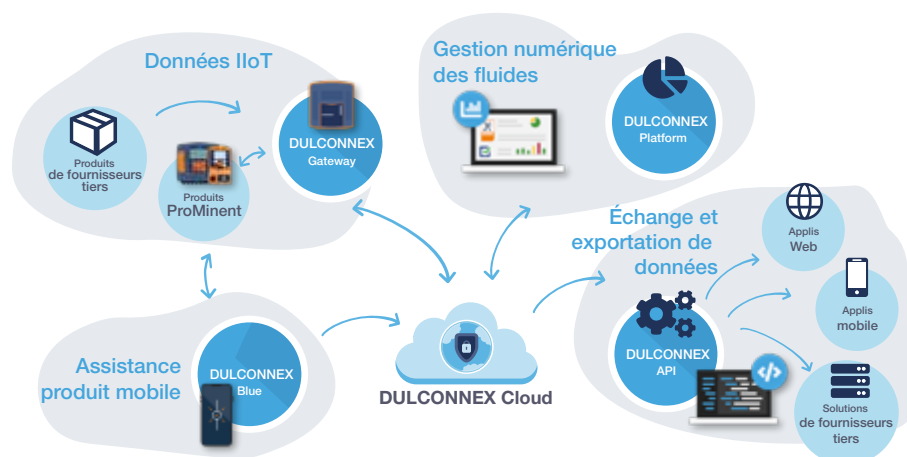 Données IIoT
Produits
de fournisseurs
tiers
Produits
ProMinent
DULCONNEX
Gateway
Gestion numérique
des fluides
DULCONNEX
Platform
Échange et
exportation de
données
Applis
Web
Applis
mobile
DULCONNEX
API
Solutions
de fournisseurs
tiers
Assistance
produit mobile
DULCONNEX
Blue
DULCONNEX Cloud